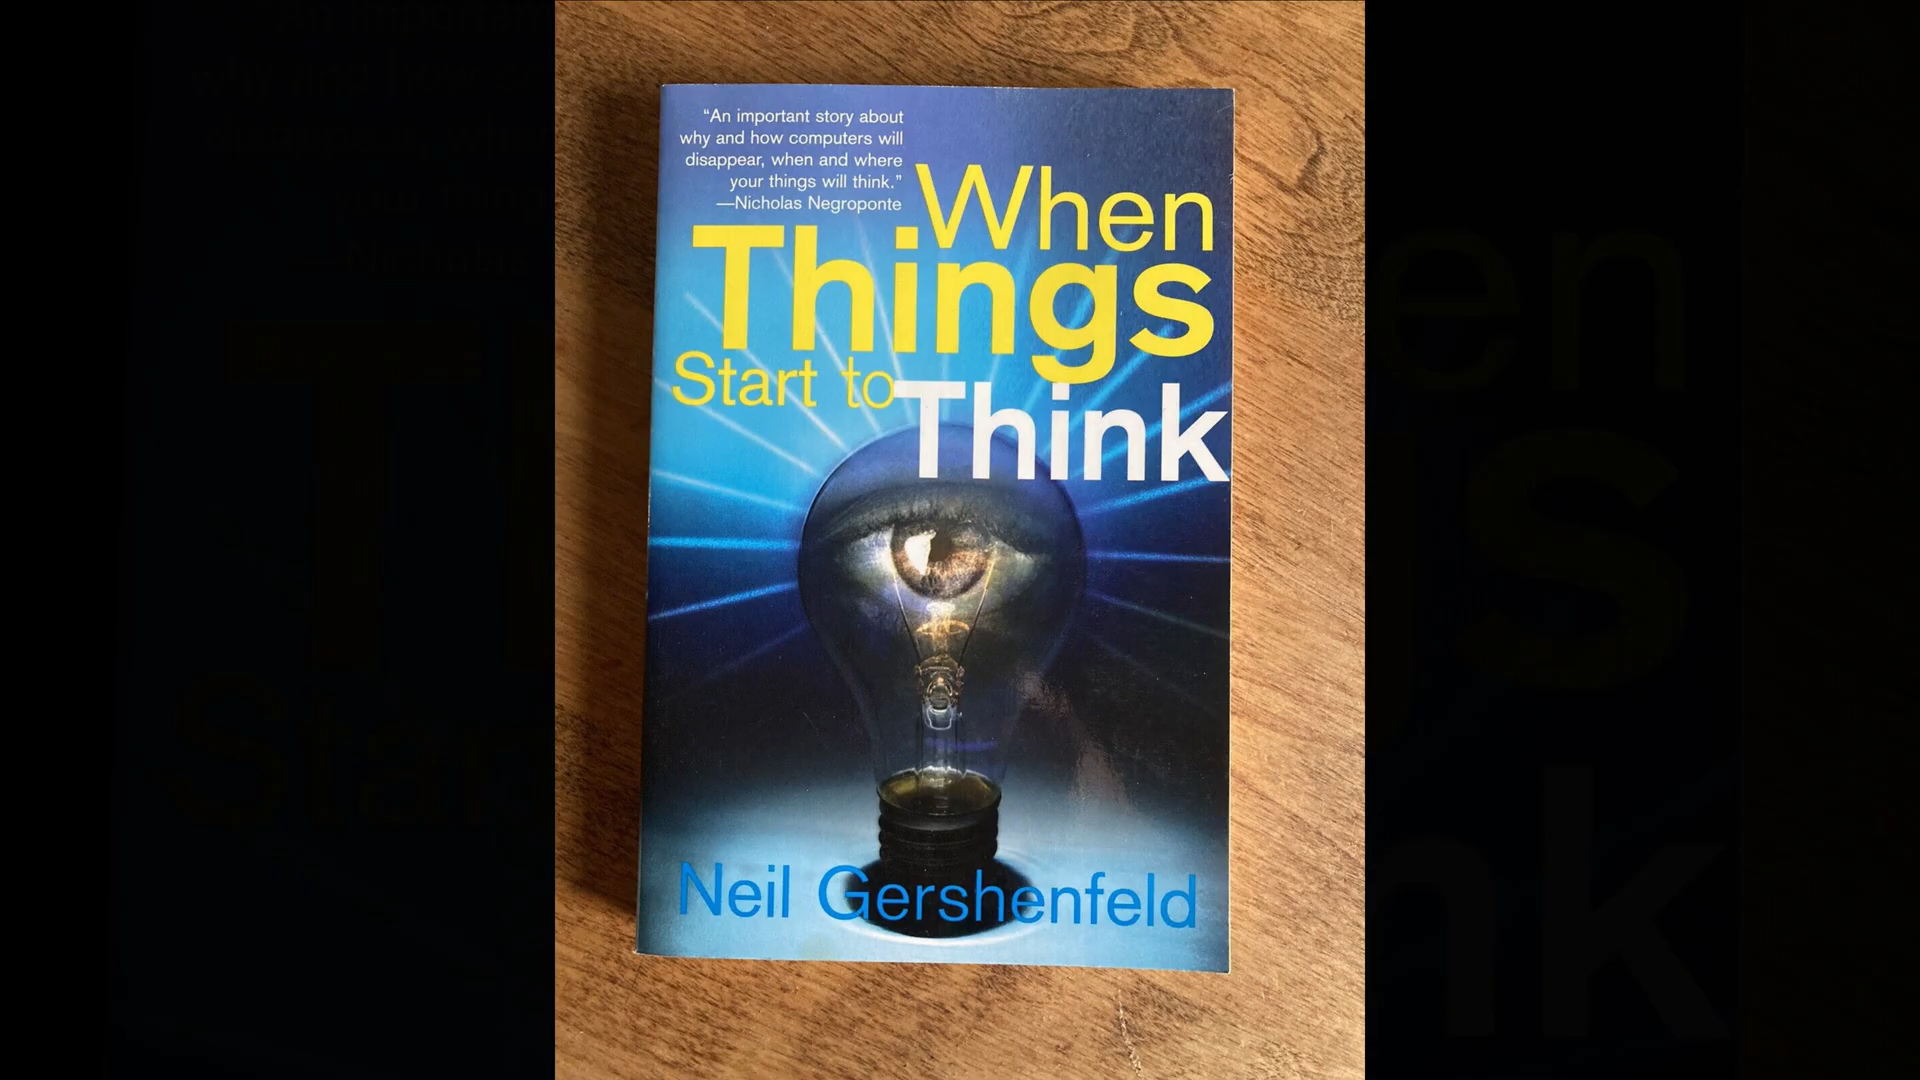 “An important story about
why and how computers will
disappear, when and where
your things will think.”
—Nicholas Negroponte
When
Things
Start to
Think
Neil Gershenfeld